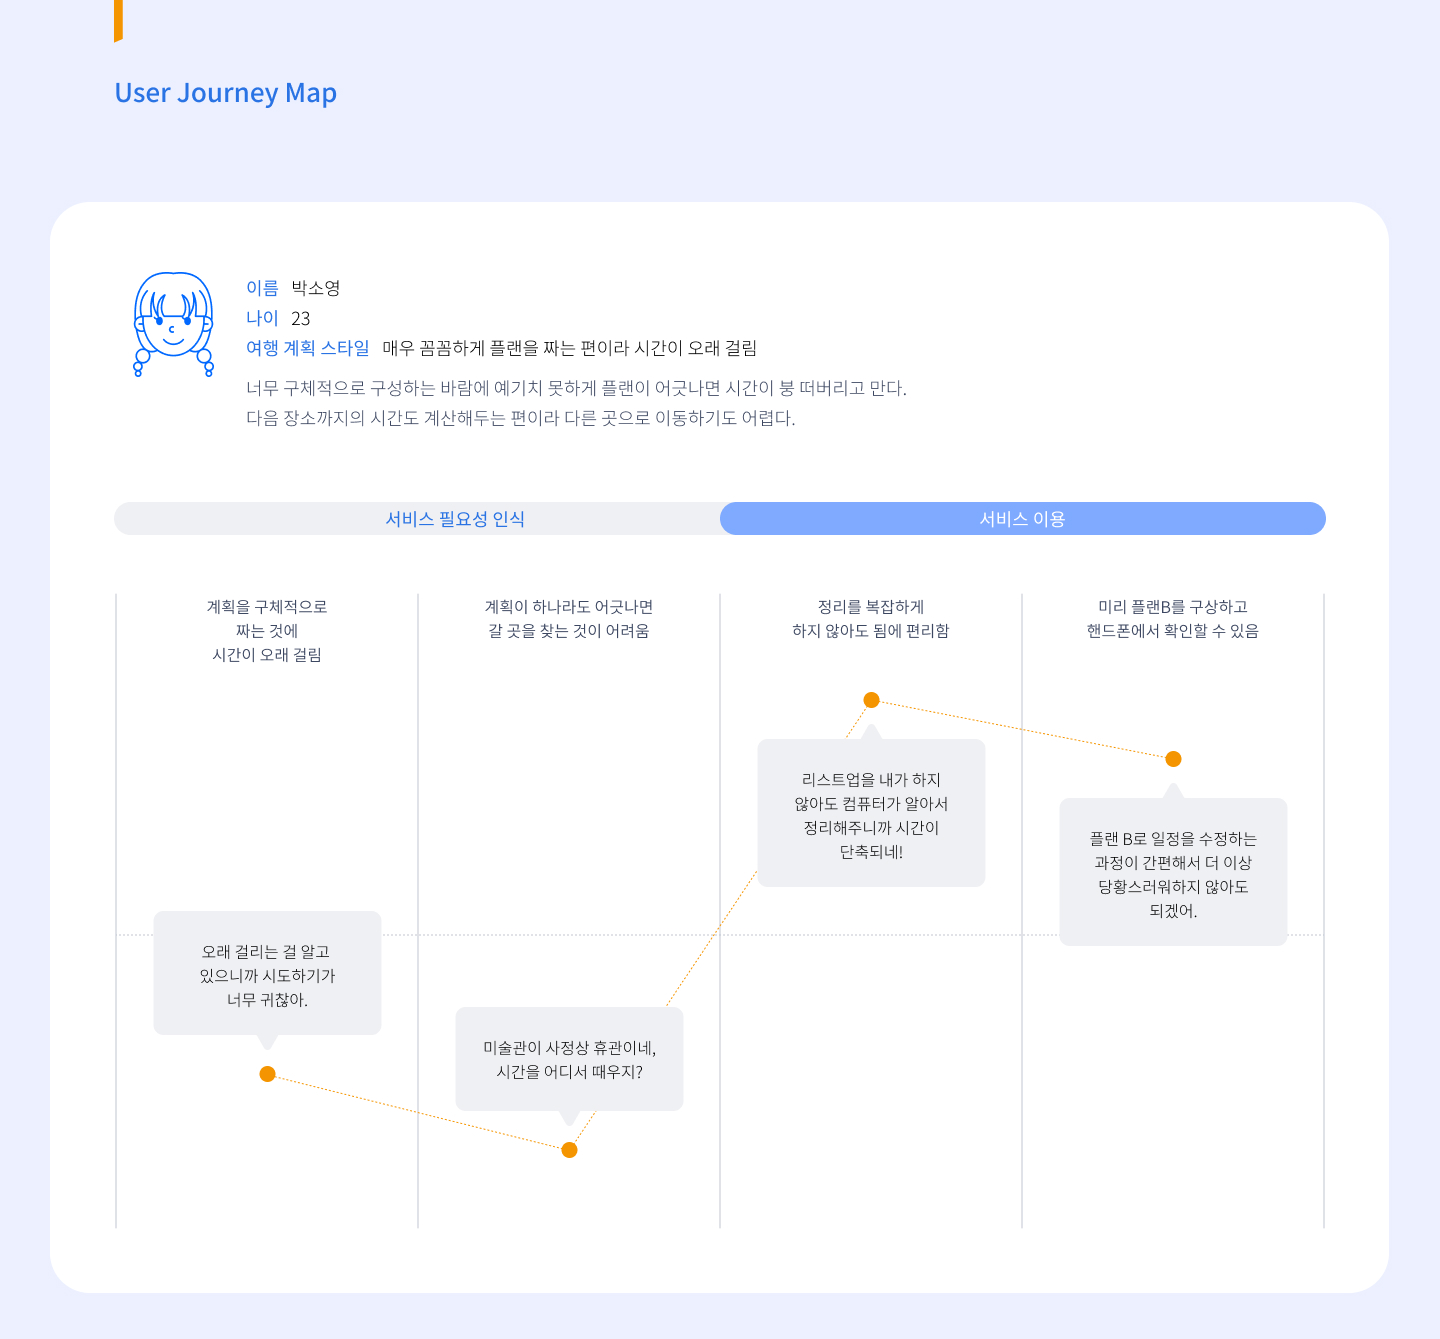 User Journey Map
이름 박소영
나이 23
여행 계획 스타일 매우 꼼꼼하게 플랜을 짜는 편이라 시간이 오래 걸림
너무 구체적으로 구성하는 바람에 예기치 못하게 플랜이 어긋나면 시간이 붕 떠버리고 만다.
다음 장소까지의 시간도 계산해두는 편이라 다른 곳으로 이동하기도 어렵다.
서비스 필요성 인식
서비스 이용
계획을 구체적으로
짜는 것에
시간이 오래 걸림
계획이 하나라도 어긋나면
갈 곳을 찾는 것이 어려움
정리를 복잡하게
하지 않아도 됨에 편리함
미리 플랜B를 구상하고
핸드폰에서 확인할 수 있음
오래 걸리는 걸 알고
있으니까 시도하기가
너무 귀찮아.
미술관이 사정상 휴관이네,
시간을 어디서 때우지?
리스트업을 내가 하지
않아도 컴퓨터가 알아서
정리해주니까 시간이
단축되네!
플랜 B로 일정을 수정하는
과정이 간편해서 더 이상
당황스러워하지 않아도
되겠어.